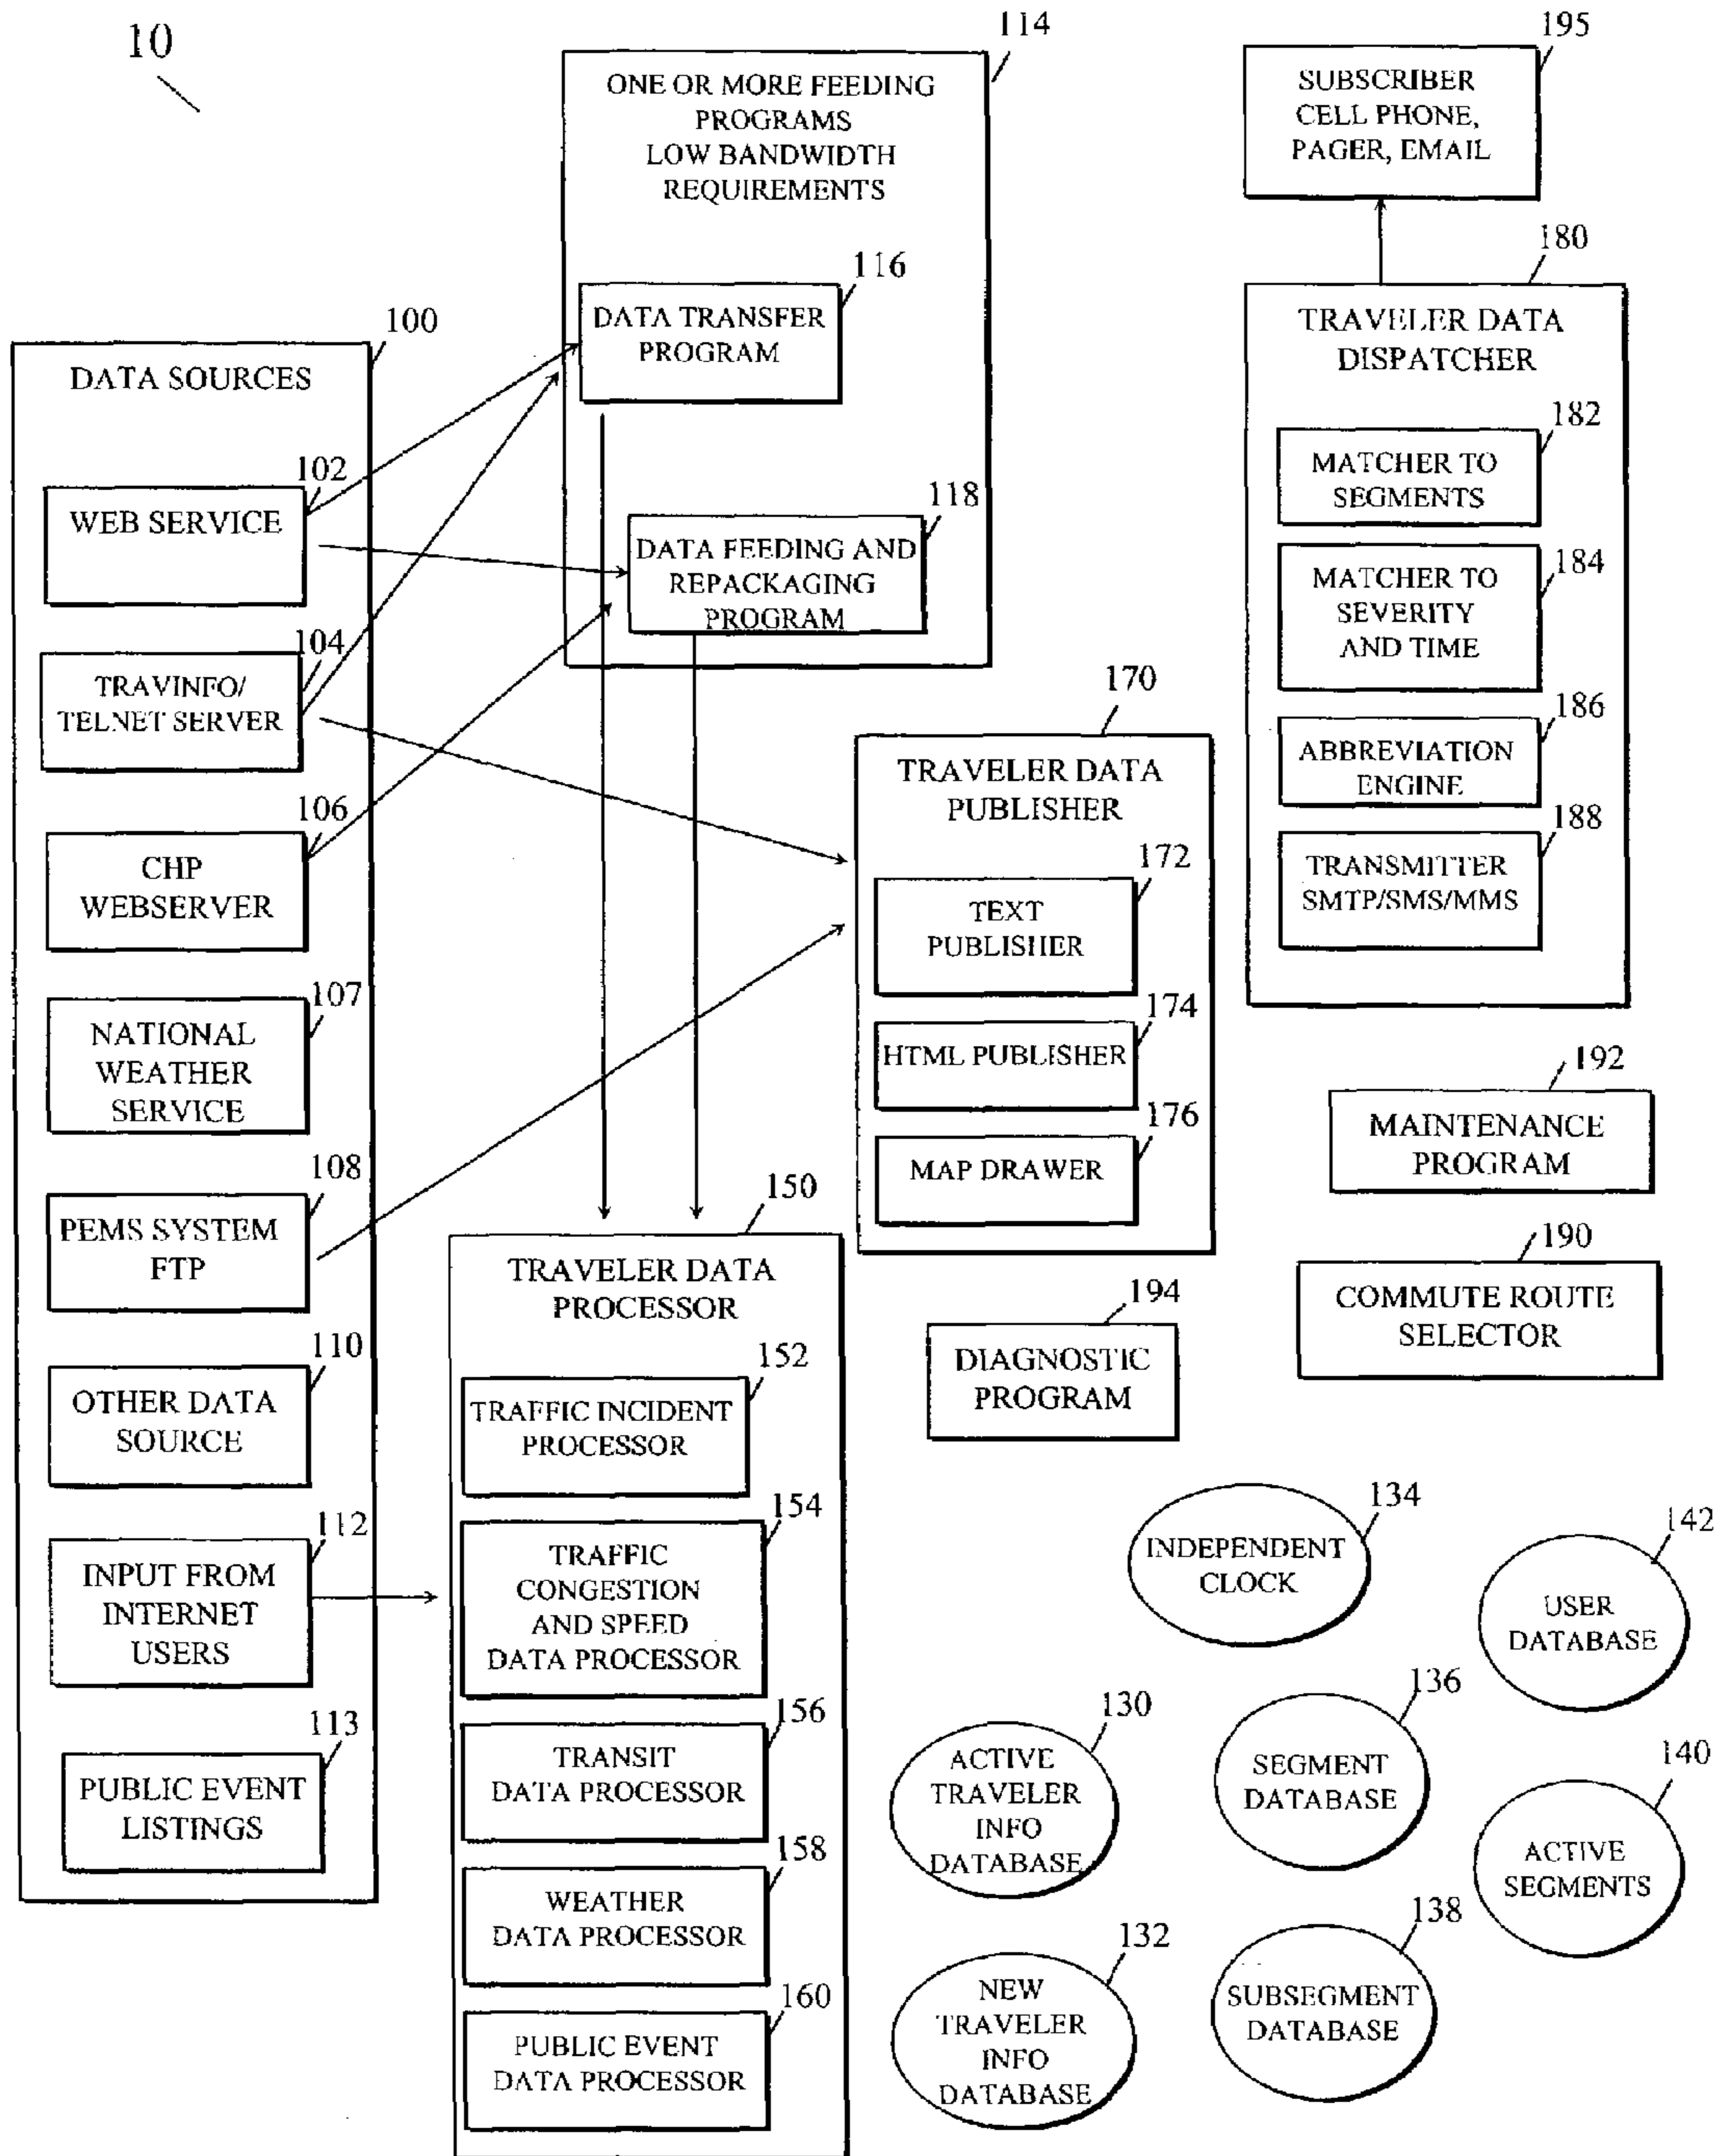 10
114
ONE OR MORE FEEDING
PROGRAMS
LOW BANDWIDTH
REQUIREMENTS
116
DATA TRANSFER
PROGRAM
118
DATA FEEDING AND
REPACKAGING
PROGRAM
195
SUBSCRIBER
CELL PHONE,
PAGER, EMAIL
180
TRAVELER DATA
DISPATCHER
182
MATCHER TO
SEGMENTS
184
MATCHER TO
SEVERITY
AND TIME
186
ABBREVIATION
ENGINE
188
TRANSMITTER
SMTP/SMS/MMS
100
DATA SOURCES
102
WEB SERVICE
104
TRAVINFO/
TELNET SERVER
106
CHP
WEBSERVER
107
NATIONAL
WEATHER
SERVICE
108
PEMS SYSTEM
FTP
110
OTHER DATA
SOURCE
112
INPUT FROM
INTERNET
USERS
113
PUBLIC EVENT
LISTINGS
170
TRAVELER DATA
PUBLISHER
172
TEXT
PUBLISHER
174
HTML PUBLISHER
176
MAP DRAWER
192
MAINTENANCE
PROGRAM
190
COMMUTE ROUTE
SELECTOR
194
DIAGNOSTIC
PROGRAM
150
TRAVELER DATA
PROCESSOR
152
TRAFFIC INCIDENT
PROCESSOR
154
TRAFFIC
CONGESTION
AND SPEED
DATA PROCESSOR
156
TRANSIT
DATA PROCESSOR
158
WEATHER
DATA PROCESSOR
160
PUBLIC EVENT
DATA PROCESSOR
134
INDEPENDENT
CLOCK
142
USER
DATABASE
130
ACTIVE
TRAVELER
INFO
DATABASE
136
SEGMENT
DATABASE
140
ACTIVE
SEGMENTS
132
NEW
TRAVELER
INFO
DATABASE
138
SUBSEGMENT
DATABASE